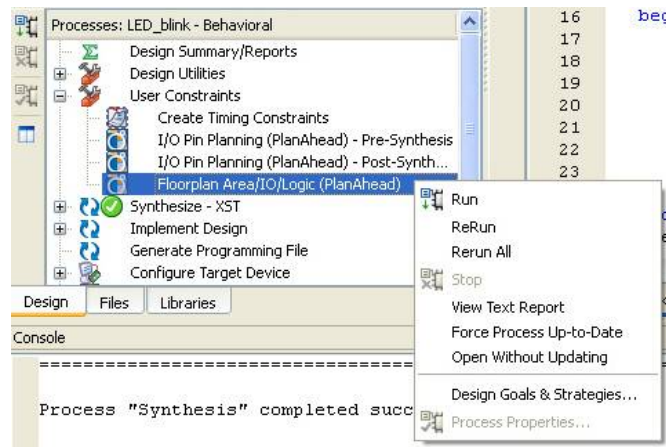 Processes: LED_blink - Behavioral
Design Summary/Reports
Design Utilities
User Constraints
Create Timing Constraints
I/O Pin Planning (PlanAhead) - Pre-Synthesis
I/O Pin Planning (PlanAhead) - Post-Synth...
Floorplan Area/IO/Logic (PlanAhead)
Synthesize - XST
Implement Design
Generate Programming File
Configure Target Device
16
17
18
19
20
21
22
23
Run
ReRun
Rerun All
Stop
View Text Report
Force Process Up-to-Date
Open Without Updating
Design Goals & Strategies...
Process Properties...
Design Files Libraries
Console
Process "Synthesis" completed succ